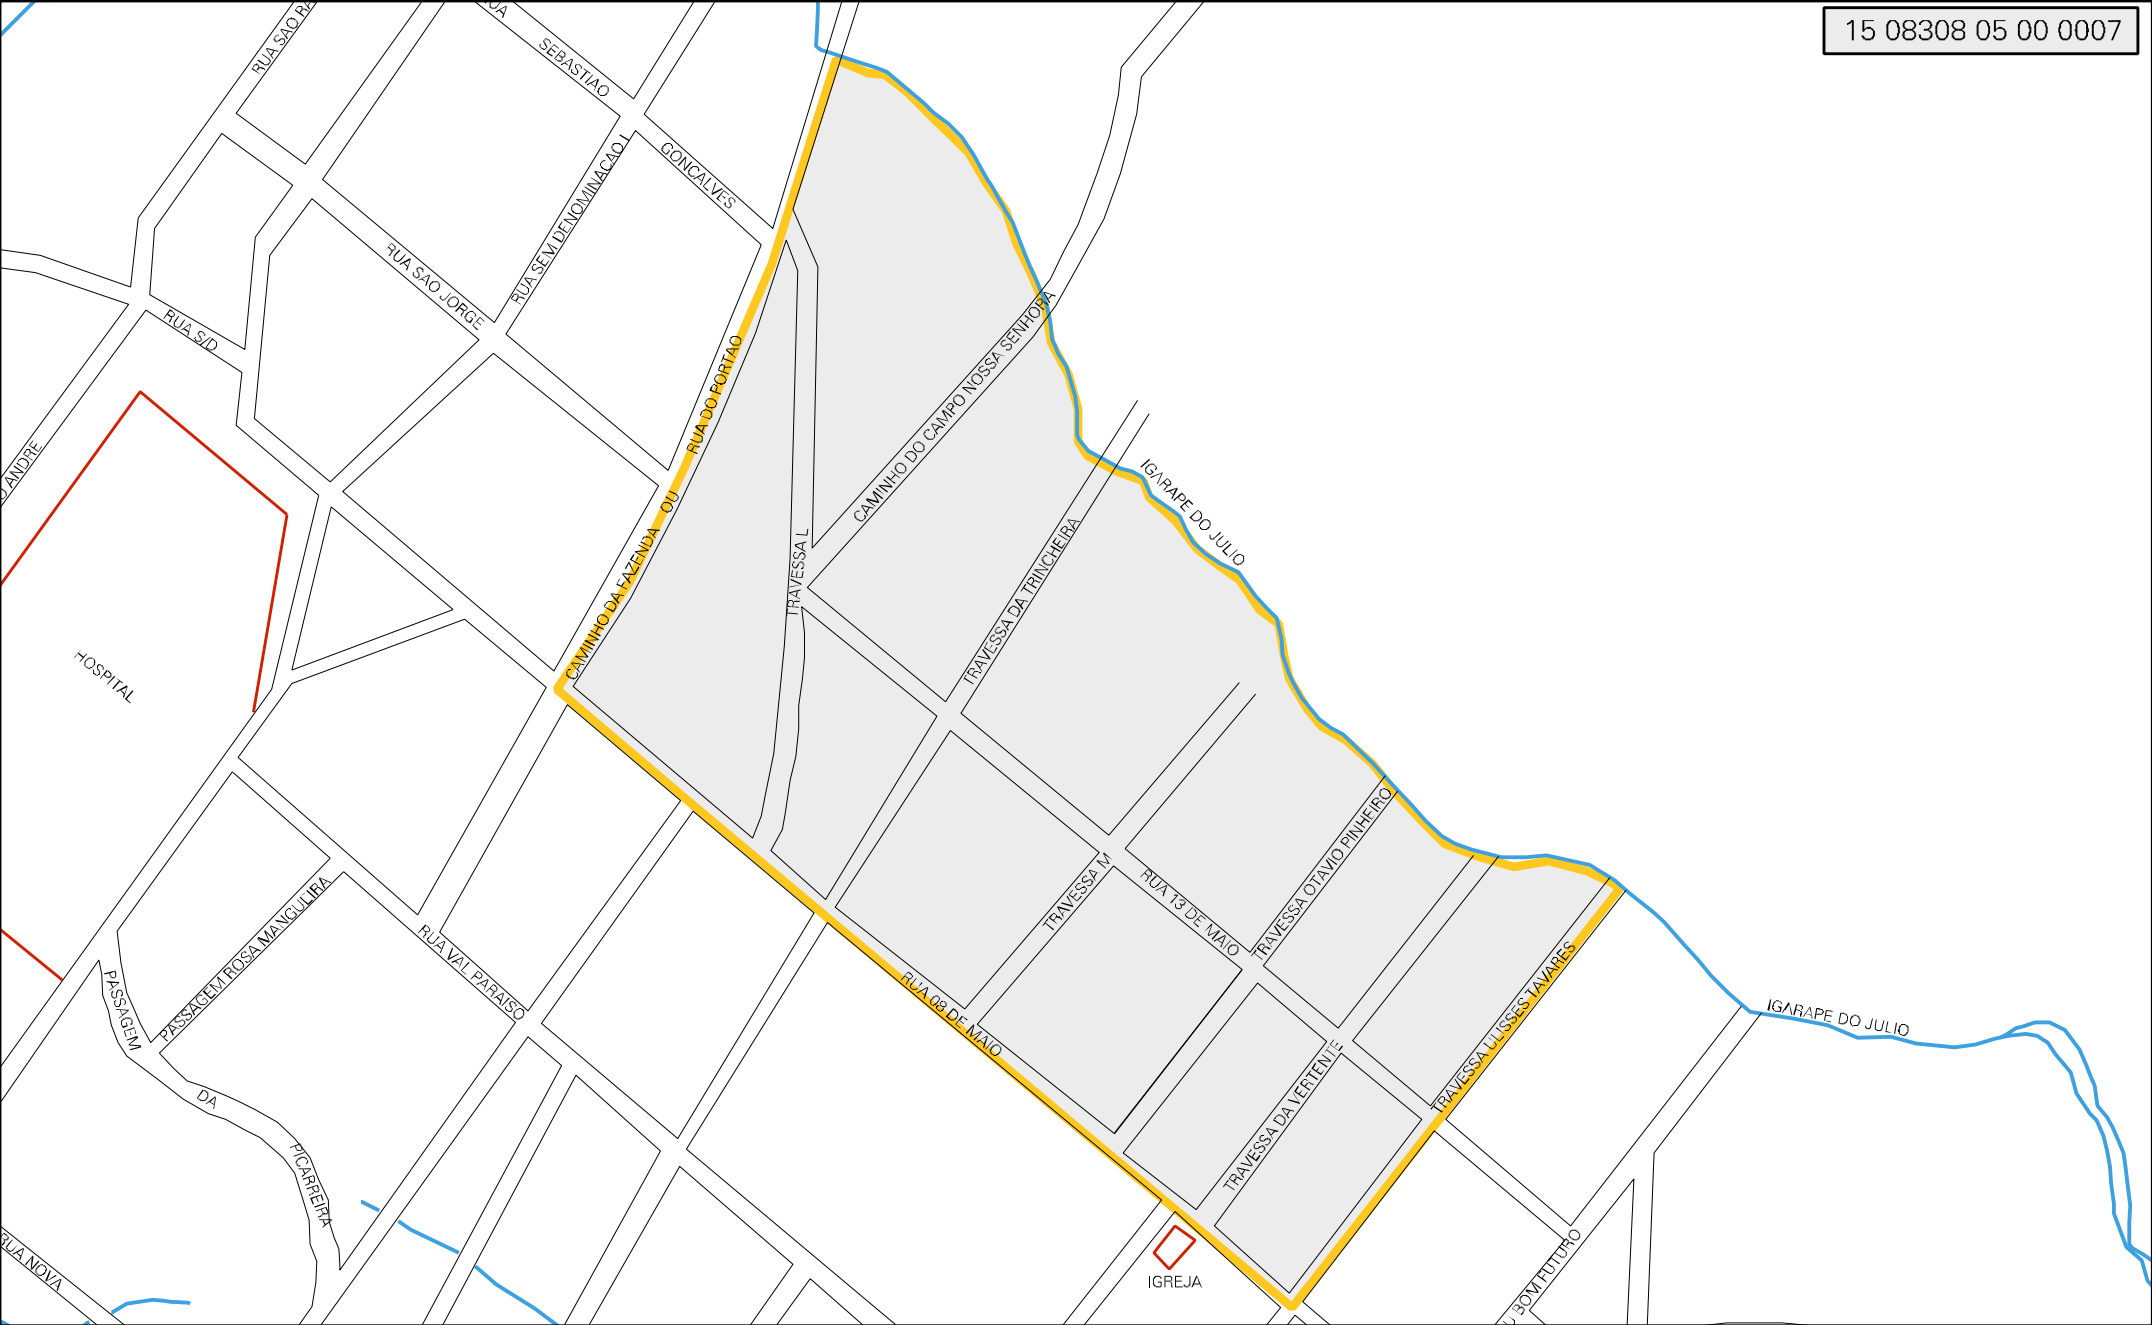 15 08308 05 00 0007
RUA SAO RA
RUA
SEBASTIAO
GONCALVES
RUA SEM DENOMINACAO I
RUA SAO JORGE
RUA S/D
O ANDRE
RUA DO PORTAO
OU
CAMINHO DA FAZENDA
CAMINHO DO CAMPO NOSSA SENHORA
IGARAPE DO JULIO
TRAVESSA L
TRAVESSA DA TRINCHEIRA
HOSPITAL
TRAVESSA OTAVIO PINHEIRO
TRAVESSA M
RUA 13 DE MAIO
PASSAGEM ROSA MANGULIRA
RUA VAL PARAISO
RUA 08 DE MAIO
TRAVESSA ULISSES TAVARES
IGARAPE DO JULIO
PASSAGEM
DA
PICARREIRA
TRAVESSA DA VERTENTE
RUA NOVA
IGREJA
BOM FUTURO